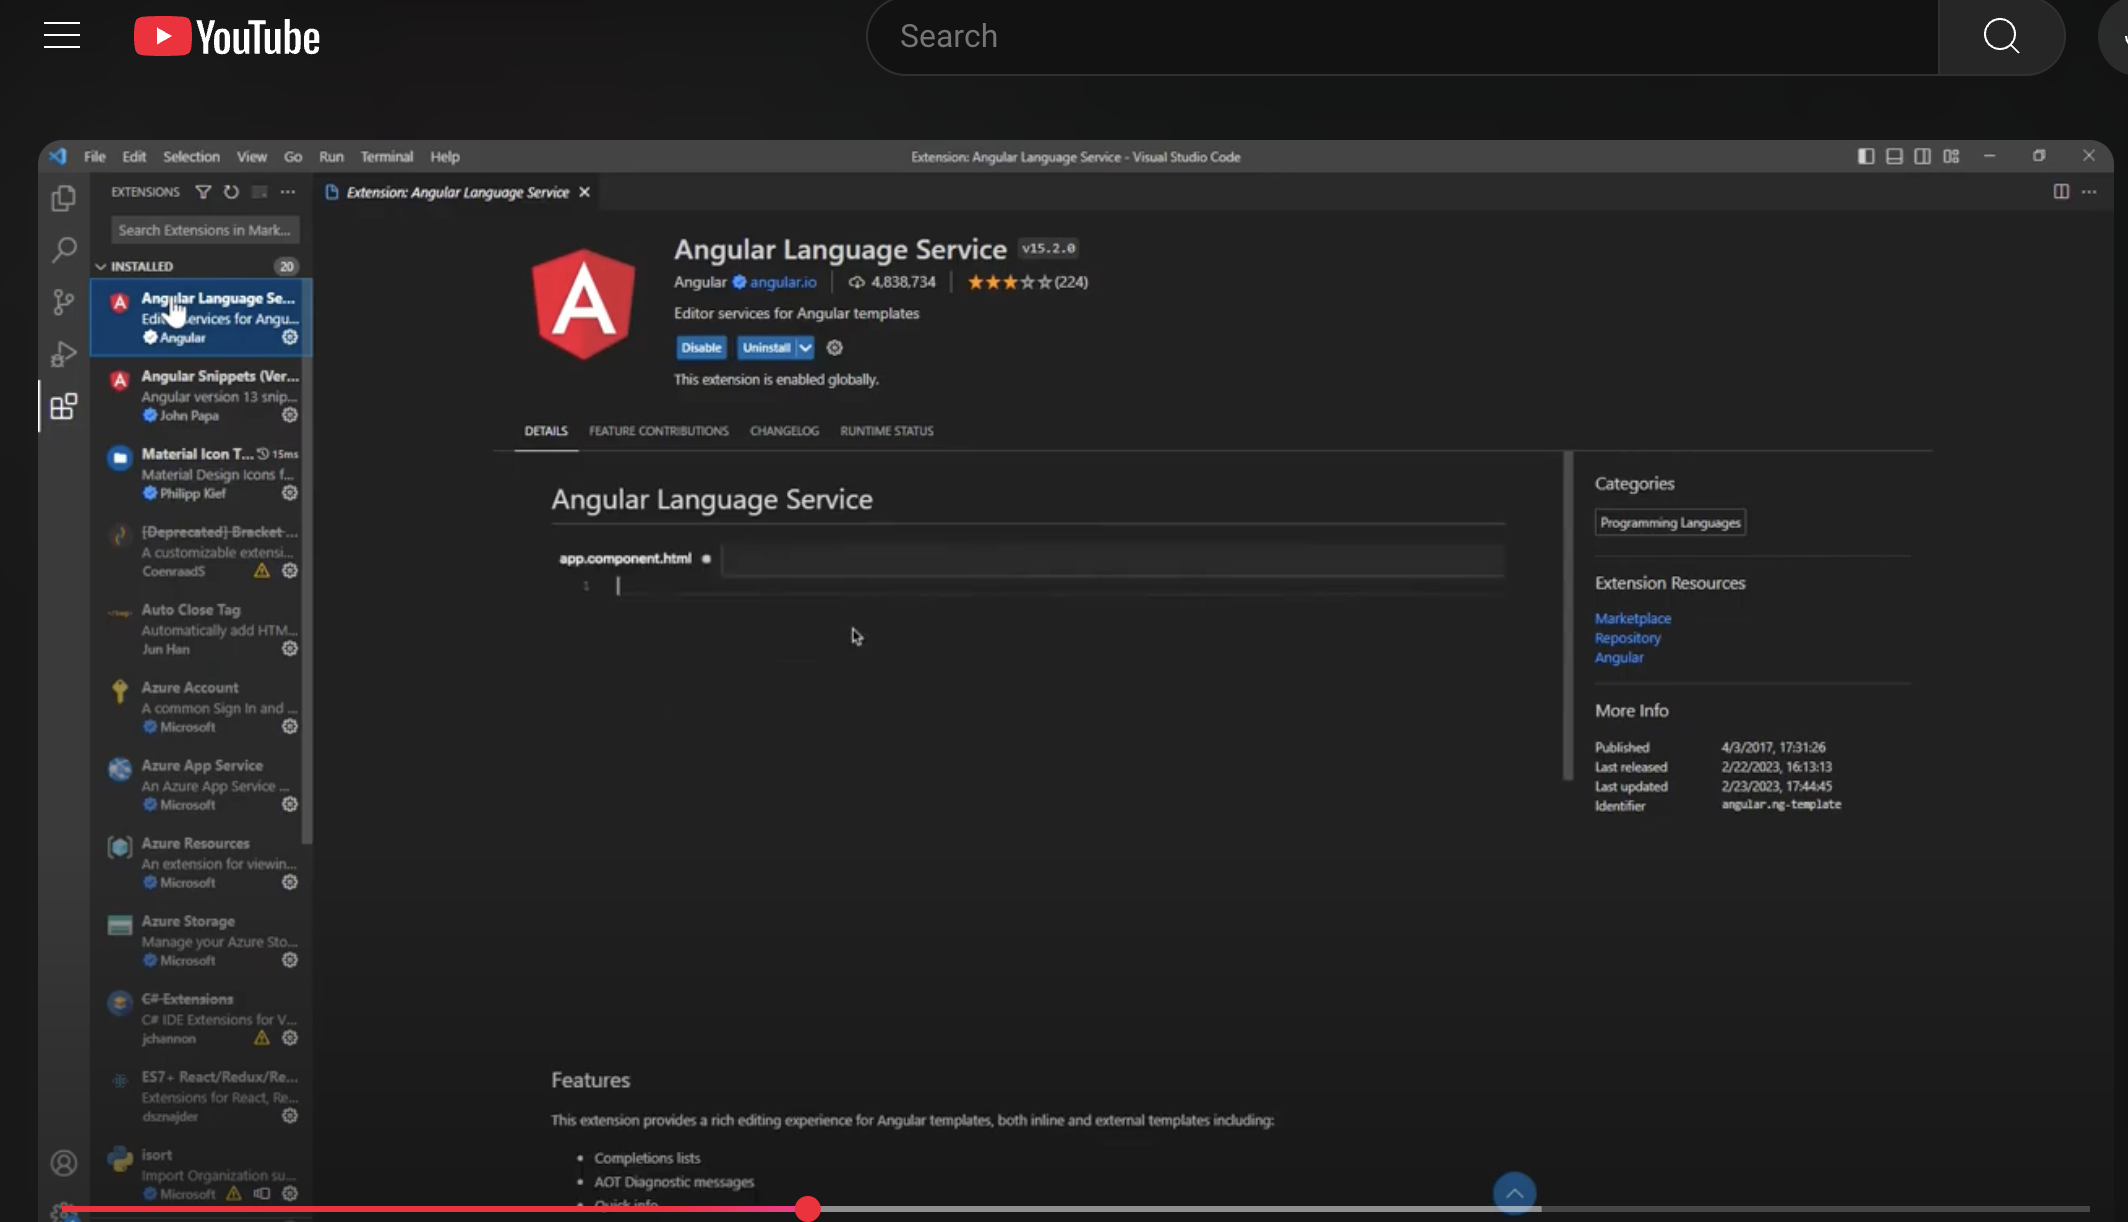 YouTube
Search
File Edit Selection View Go Run Terminal Help
Extension: Angular Language Service - Visual Studio Code
EXTENSIONS
Extension: Angular Language Service
Search Extensions in Mark...
INSTALLED
20
Angular Language Se...
Editor services for Angu...
Angular
Angular Snippets (Ver...
Angular version 13 snip...
John Papa
Material Icon T... 15ms
Material Design Icons f...
Philipp Kief
[Deprecated] Bracket ...
A customizable extensi...
CoenraadS
Auto Close Tag
Automatically add HTM...
Jun Han
Azure Account
A common Sign In and ...
Microsoft
Azure App Service
An Azure App Service ...
Microsoft
Azure Resources
An extension for viewin...
Microsoft
Azure Storage
Manage your Azure Sto...
Microsoft
C# Extensions
C# IDE Extensions for V...
jchannon
ES7+ React/Redux/Re...
Extensions for React, Re...
dsznajder
isort
Import Organization su...
Microsoft
Angular Language Service v15.2.0
Angular angular.io 4,838,734 (224)
Editor services for Angular templates
Disable Uninstall
This extension is enabled globally.
DETAILS FEATURE CONTRIBUTIONS CHANGELOG RUNTIME STATUS
Angular Language Service
app.component.html
1
Features
This extension provides a rich editing experience for Angular templates, both inline and external templates including:
• Completions lists
• AOT Diagnostic messages
• Quick info
Categories
Programming Languages
Extension Resources
Marketplace
Repository
Angular
More Info
Published 4/3/2017, 17:31:26
Last released 2/22/2023, 16:13:13
Last updated 2/23/2023, 17:44:45
Identifier angular.ng-template